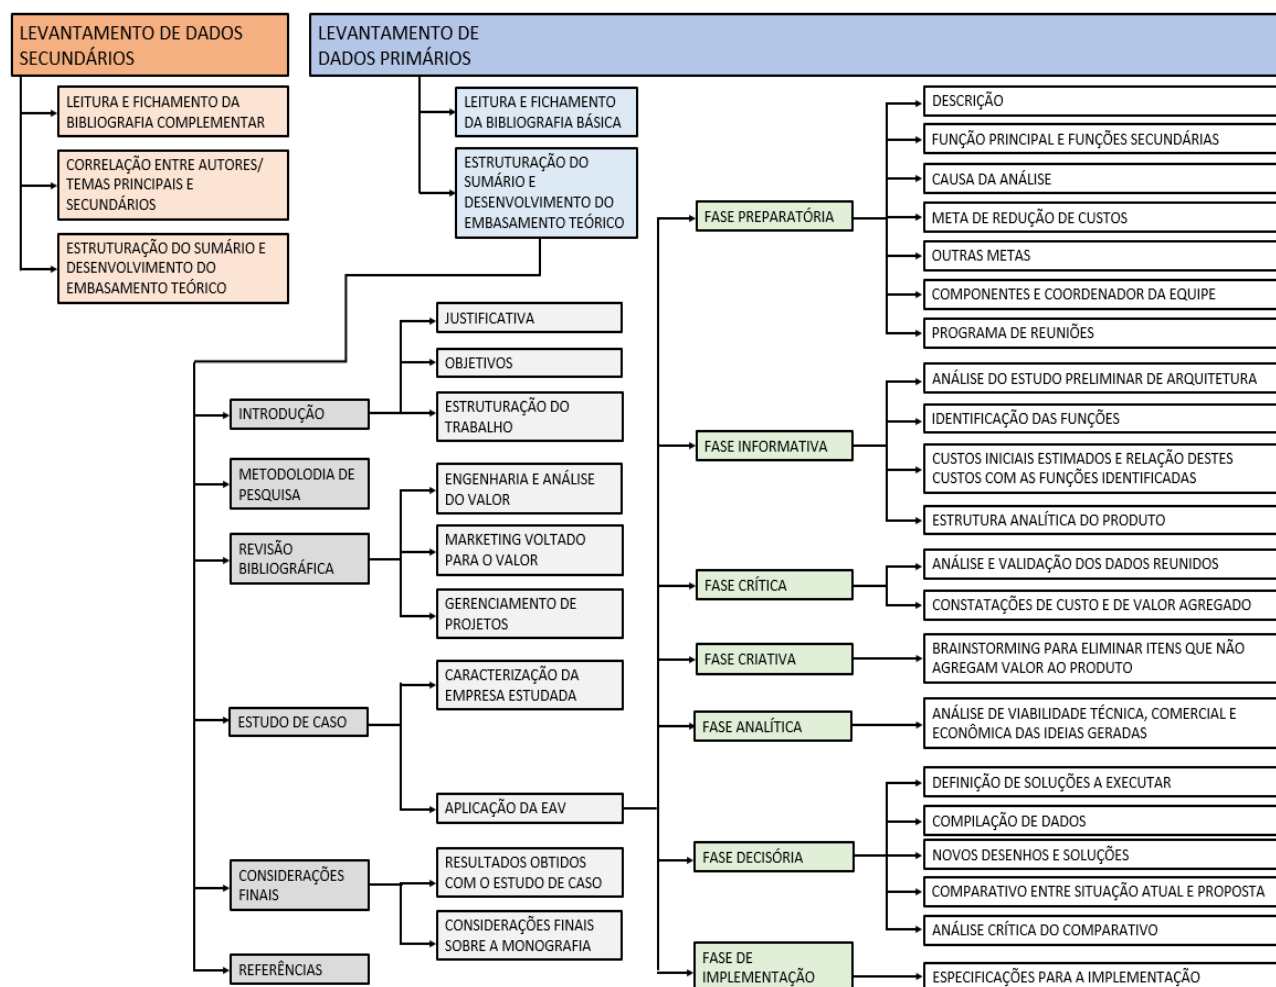 LEVANTAMENTO DE DADOS
SECUNDÁRIOS
LEITURA E FICHAMENTO DA
BIBLIOGRAFIA COMPLEMENTAR
CORRELAÇÃO ENTRE AUTORES/
TEMAS PRINCIPAIS E
SECUNDÁRIOS
ESTRUTURAÇÃO DO SUMÁRIO E
DESENVOLVIMENTO DO
EMBASAMENTO TEÓRICO
LEVANTAMENTO DE
DADOS PRIMÁRIOS
LEITURA E FICHAMENTO
DA BIBLIOGRAFIA BÁSICA
ESTRUTURAÇÃO DO
SUMÁRIO E
DESENVOLVIMENTO DO
EMBASAMENTO TEÓRICO
INTRODUÇÃO
JUSTIFICATIVA
OBJETIVOS
ESTRUTURAÇÃO DO
TRABALHO
METODOLODIA DE
PESQUISA
REVISÃO
BIBLIOGRÁFICA
ENGENHARIA E ANÁLISE
DO VALOR
MARKETING VOLTADO
PARA O VALOR
GERENCIAMENTO DE
PROJETOS
ESTUDO DE CASO
CARACTERIZAÇÃO DA
EMPRESA ESTUDADA
APLICAÇÃO DA EAV
CONSIDERAÇÕES
FINAIS
RESULTADOS OBTIDOS
COM O ESTUDO DE CASO
CONSIDERAÇÕES FINAIS
SOBRE A MONOGRAFIA
REFERÊNCIAS
FASE PREPARATÓRIA
DESCRIÇÃO
FUNÇÃO PRINCIPAL E FUNÇÕES SECUNDÁRIAS
CAUSA DA ANÁLISE
META DE REDUÇÃO DE CUSTOS
OUTRAS METAS
COMPONENTES E COORDENADOR DA EQUIPE
PROGRAMA DE REUNIÕES
FASE INFORMATIVA
ANÁLISE DO ESTUDO PRELIMINAR DE ARQUITETURA
IDENTIFICAÇÃO DAS FUNÇÕES
CUSTOS INICIAIS ESTIMADOS E RELAÇÃO DESTES
CUSTOS COM AS FUNÇÕES IDENTIFICADAS
ESTRUTURA ANALÍTICA DO PRODUTO
FASE CRÍTICA
ANÁLISE E VALIDAÇÃO DOS DADOS REUNIDOS
CONSTATAÇÕES DE CUSTO E DE VALOR AGREGADO
FASE CRIATIVA
BRAINSTORMING PARA ELIMINAR ITENS QUE NÃO
AGREGAM VALOR AO PRODUTO
FASE ANALÍTICA
ANÁLISE DE VIABILIDADE TÉCNICA, COMERCIAL E
ECONÔMICA DAS IDEIAS GERADAS
FASE DECISÓRIA
DEFINIÇÃO DE SOLUÇÕES A EXECUTAR
COMPILAÇÃO DE DADOS
NOVOS DESENHOS E SOLUÇÕES
COMPARATIVO ENTRE SITUAÇÃO ATUAL E PROPOSTA
ANÁLISE CRÍTICA DO COMPARATIVO
FASE DE
IMPLEMENTAÇÃO
ESPECIFICAÇÕES PARA A IMPLEMENTAÇÃO